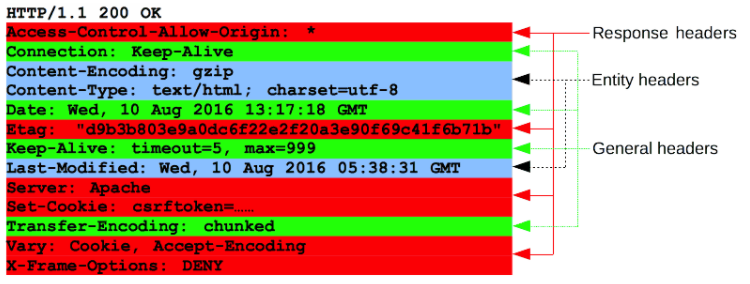 HTTP/1.1 200 OK
Access-Control-Allow-Origin: *
Connection: Keep-Alive
Content-Encoding: gzip
Content-Type: text/html; charset=utf-8
Date: Wed, 10 Aug 2016 13:17:18 GMT
Etag: "d9b3b803e9a0dc6f22e2f20a3e90f69c41f6b71b"
Keep-Alive: timeout=5, max=999
Last-Modified: Wed, 10 Aug 2016 05:38:31 GMT
Server: Apache
Set-Cookie: csrftoken=……
Transfer-Encoding: chunked
Vary: Cookie, Accept-Encoding
X-Frame-Options: DENY
Response headers
Entity headers
General headers